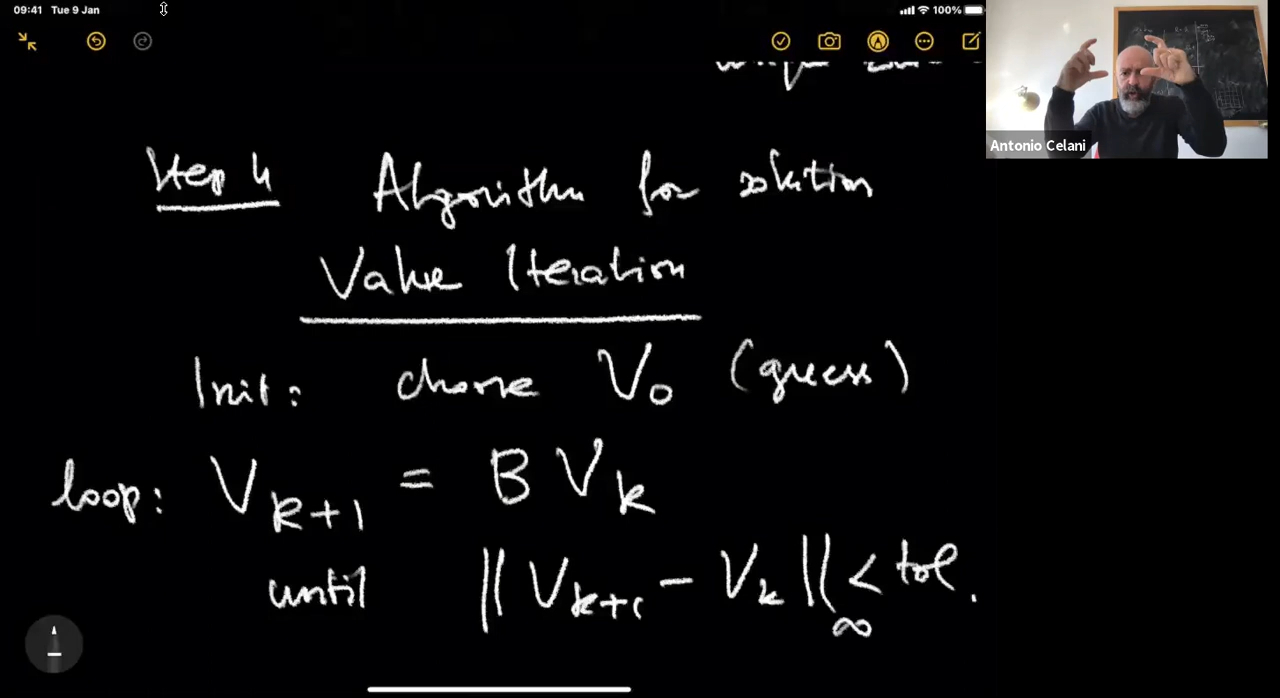 09:41 Tue 9 Jan 100%
Antonio Celani
Step 4 Algorithm for solution
Value Iteration
Init: choose V₀ (guess)
loop: Vₖ₊₁ = B Vₖ
until ‖Vₖ₊₁ − Vₖ‖∞ < tol.